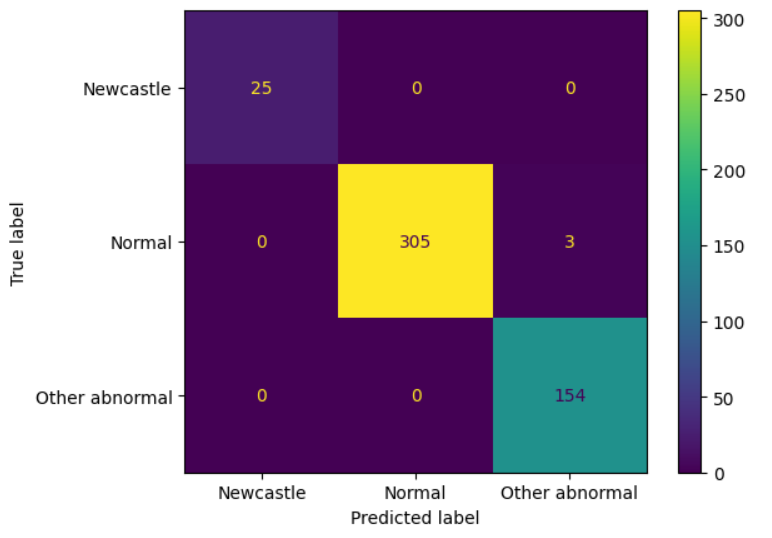 Newcastle 25 0 0
Normal 0 305 3
Other abnormal 0 0 154
Newcastle Normal Other abnormal
Predicted label
True label
300
250
200
150
100
50
0